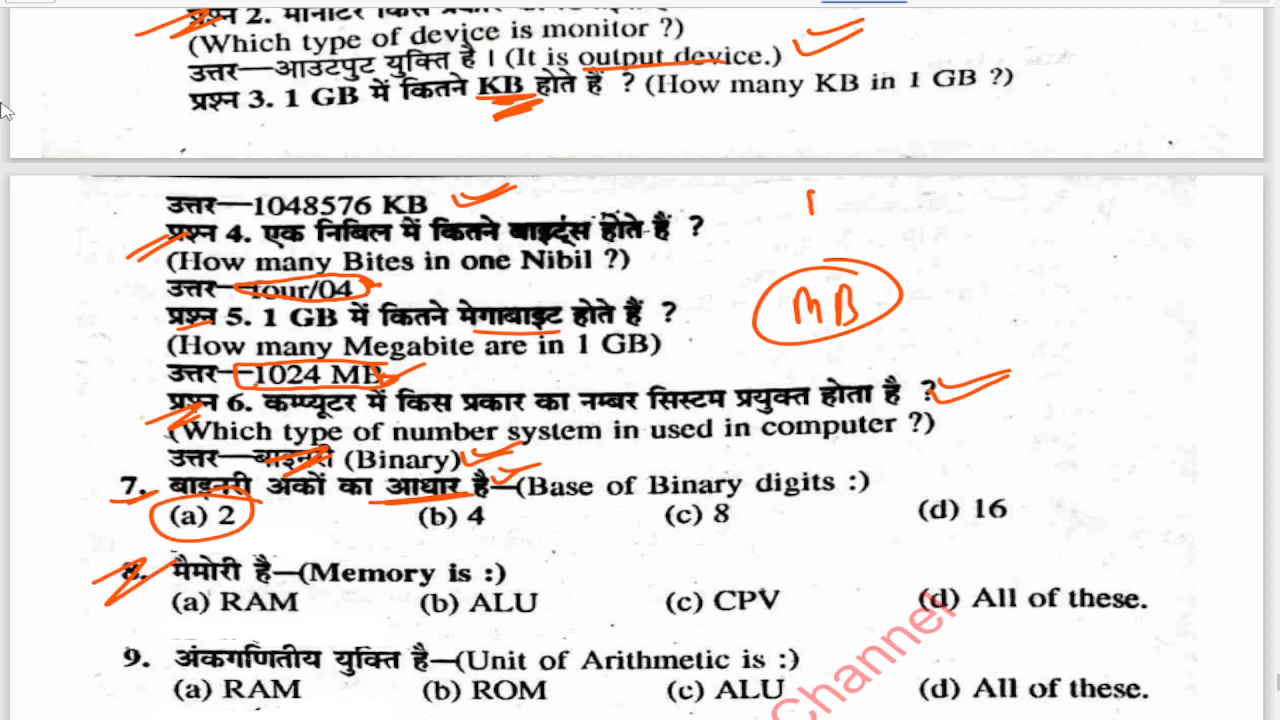 प्रश्न 2. मॉनीटर किस प्रकार
(Which type of device is monitor ?)
उत्तर—आउटपुट युक्ति है । (It is output device.)
प्रश्न 3. 1 GB में कितने KB होते हैं ? (How many KB in 1 GB ?)
उत्तर—1048576 KB
प्रश्न 4. एक निबिल में कितने बाइट्स होते हैं ?
(How many Bites in one Nibil ?)
उत्तर—four/04
प्रश्न 5. 1 GB में कितने मेगाबाइट होते हैं ?
(How many Megabite are in 1 GB)
MB
उत्तर—1024 MB
प्रश्न 6. कम्प्यूटर में किस प्रकार का नम्बर सिस्टम प्रयुक्त होता है ?
(Which type of number system in used in computer ?)
उत्तर—बाइनरी (Binary)
7. बाइनरी अंकों का आधार है—(Base of Binary digits :)
(a) 2 (b) 4 (c) 8 (d) 16
8. मैमोरी है—(Memory is :)
(a) RAM (b) ALU (c) CPV (d) All of these.
9. अंकगणितीय युक्ति है—(Unit of Arithmetic is :)
(a) RAM (b) ROM (c) ALU (d) All of these.
Channel